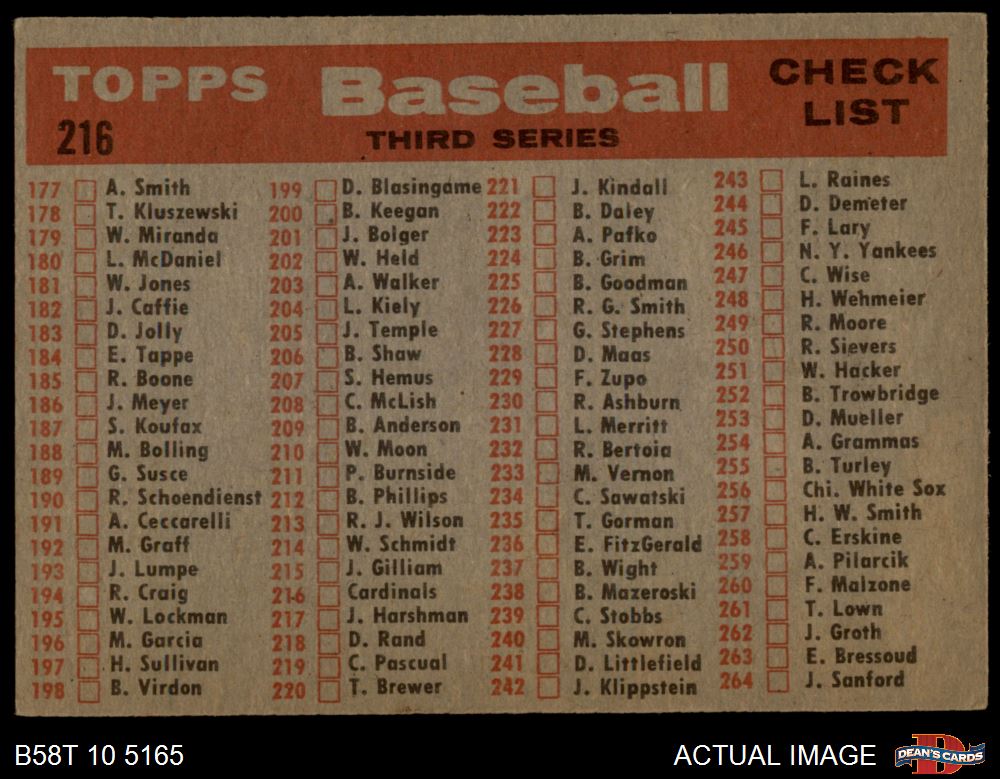 TOPPS Baseball CHECK LIST
216 THIRD SERIES
177 A. Smith
178 T. Kluszewski
179 W. Miranda
180 L. McDaniel
181 W. Jones
182 J. Caffie
183 D. Jolly
184 E. Tappe
185 R. Boone
186 J. Meyer
187 S. Koufax
188 M. Bolling
189 G. Susce
190 R. Schoendienst
191 A. Ceccarelli
192 M. Graff
193 J. Lumpe
194 R. Craig
195 W. Lockman
196 M. Garcia
197 H. Sullivan
198 B. Virdon
199 D. Blasingame
200 B. Keegan
201 J. Bolger
202 W. Held
203 A. Walker
204 L. Kiely
205 J. Temple
206 B. Shaw
207 S. Hemus
208 C. McLish
209 B. Anderson
210 W. Moon
211 P. Burnside
212 B. Phillips
213 R. J. Wilson
214 W. Schmidt
215 J. Gilliam
216 Cardinals
217 J. Harshman
218 D. Rand
219 C. Pascual
220 T. Brewer
221 J. Kindall
222 B. Daley
223 A. Pafko
224 B. Grim
225 B. Goodman
226 R. G. Smith
227 G. Stephens
228 D. Maas
229 F. Zupo
230 R. Ashburn
231 L. Merritt
232 R. Bertoia
233 M. Vernon
234 C. Sawatski
235 T. Gorman
236 E. FitzGerald
237 B. Wight
238 B. Mazeroski
239 C. Stobbs
240 M. Skowron
241 D. Littlefield
242 J. Klippstein
243 L. Raines
244 D. Demeter
245 F. Lary
246 N. Y. Yankees
247 C. Wise
248 H. Wehmeier
249 R. Moore
250 R. Sievers
251 W. Hacker
252 B. Trowbridge
253 D. Mueller
254 A. Grammas
255 B. Turley
256 Chi. White Sox
257 H. W. Smith
258 C. Erskine
259 A. Pilarcik
260 F. Malzone
261 T. Lown
262 J. Groth
263 E. Bressoud
264 J. Sanford
B58T 10 5165
ACTUAL IMAGE
D
DEAN'S CARDS